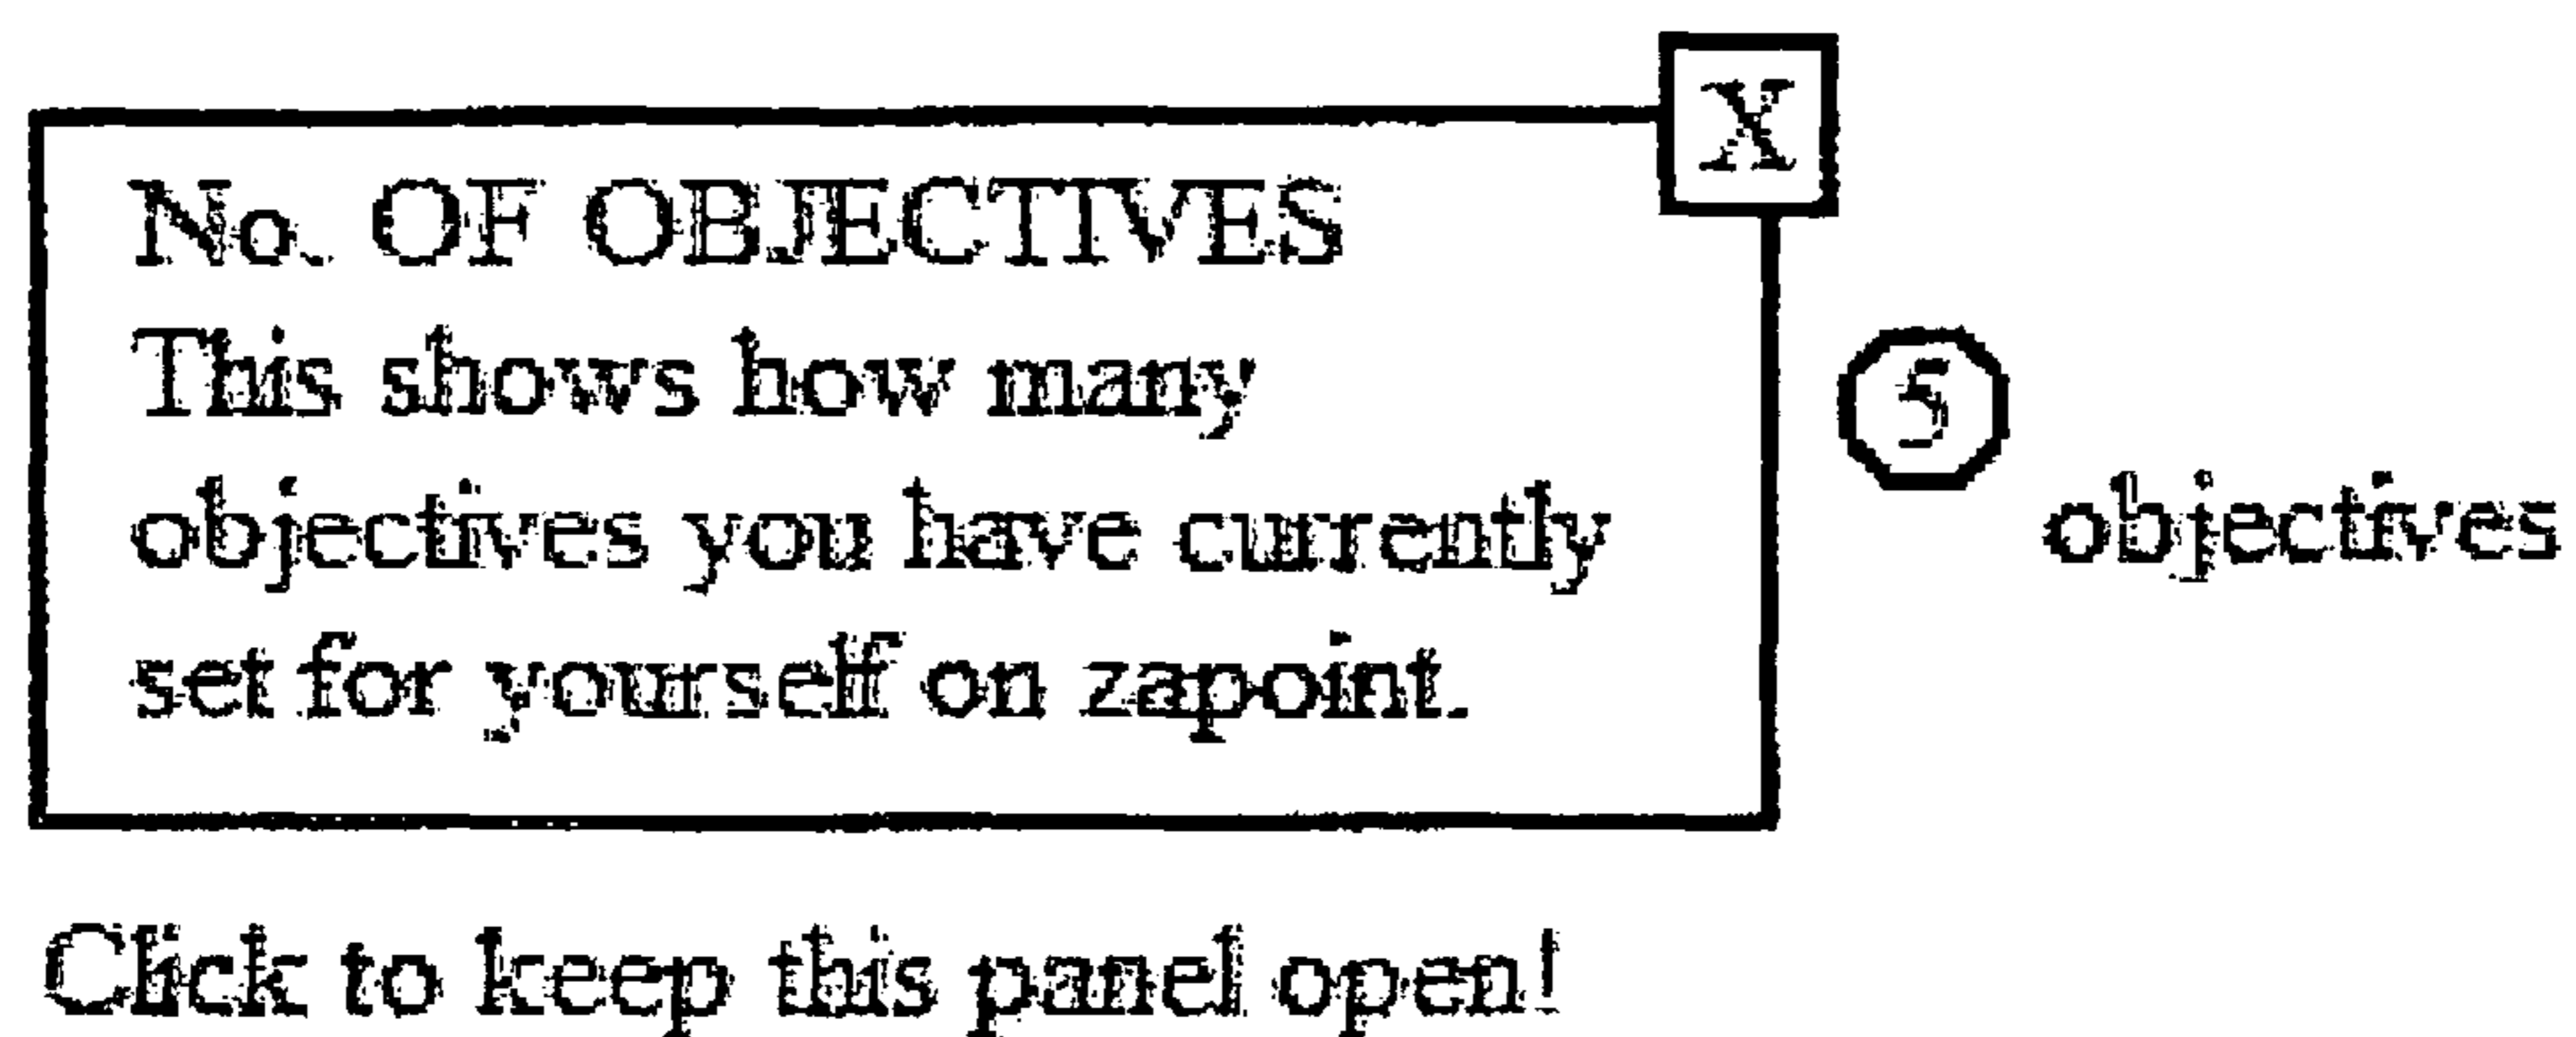 X
No. OF OBJECTIVES
This shows how many
objectives you have currently
set for yourself on zapoint.
5
objectives
Click to keep this panel open!